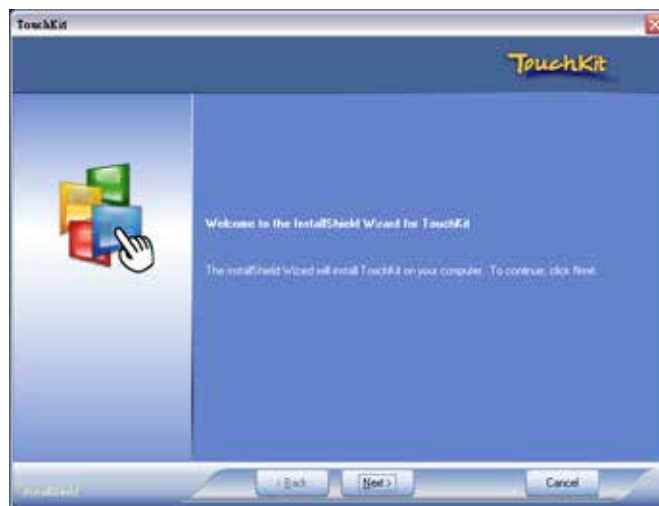 TouchKit
TouchKit
Welcome to the InstallShield Wizard for TouchKit
The InstallShield Wizard will install TouchKit on your computer. To continue, click Next.
InstallShield
< Back
Next >
Cancel